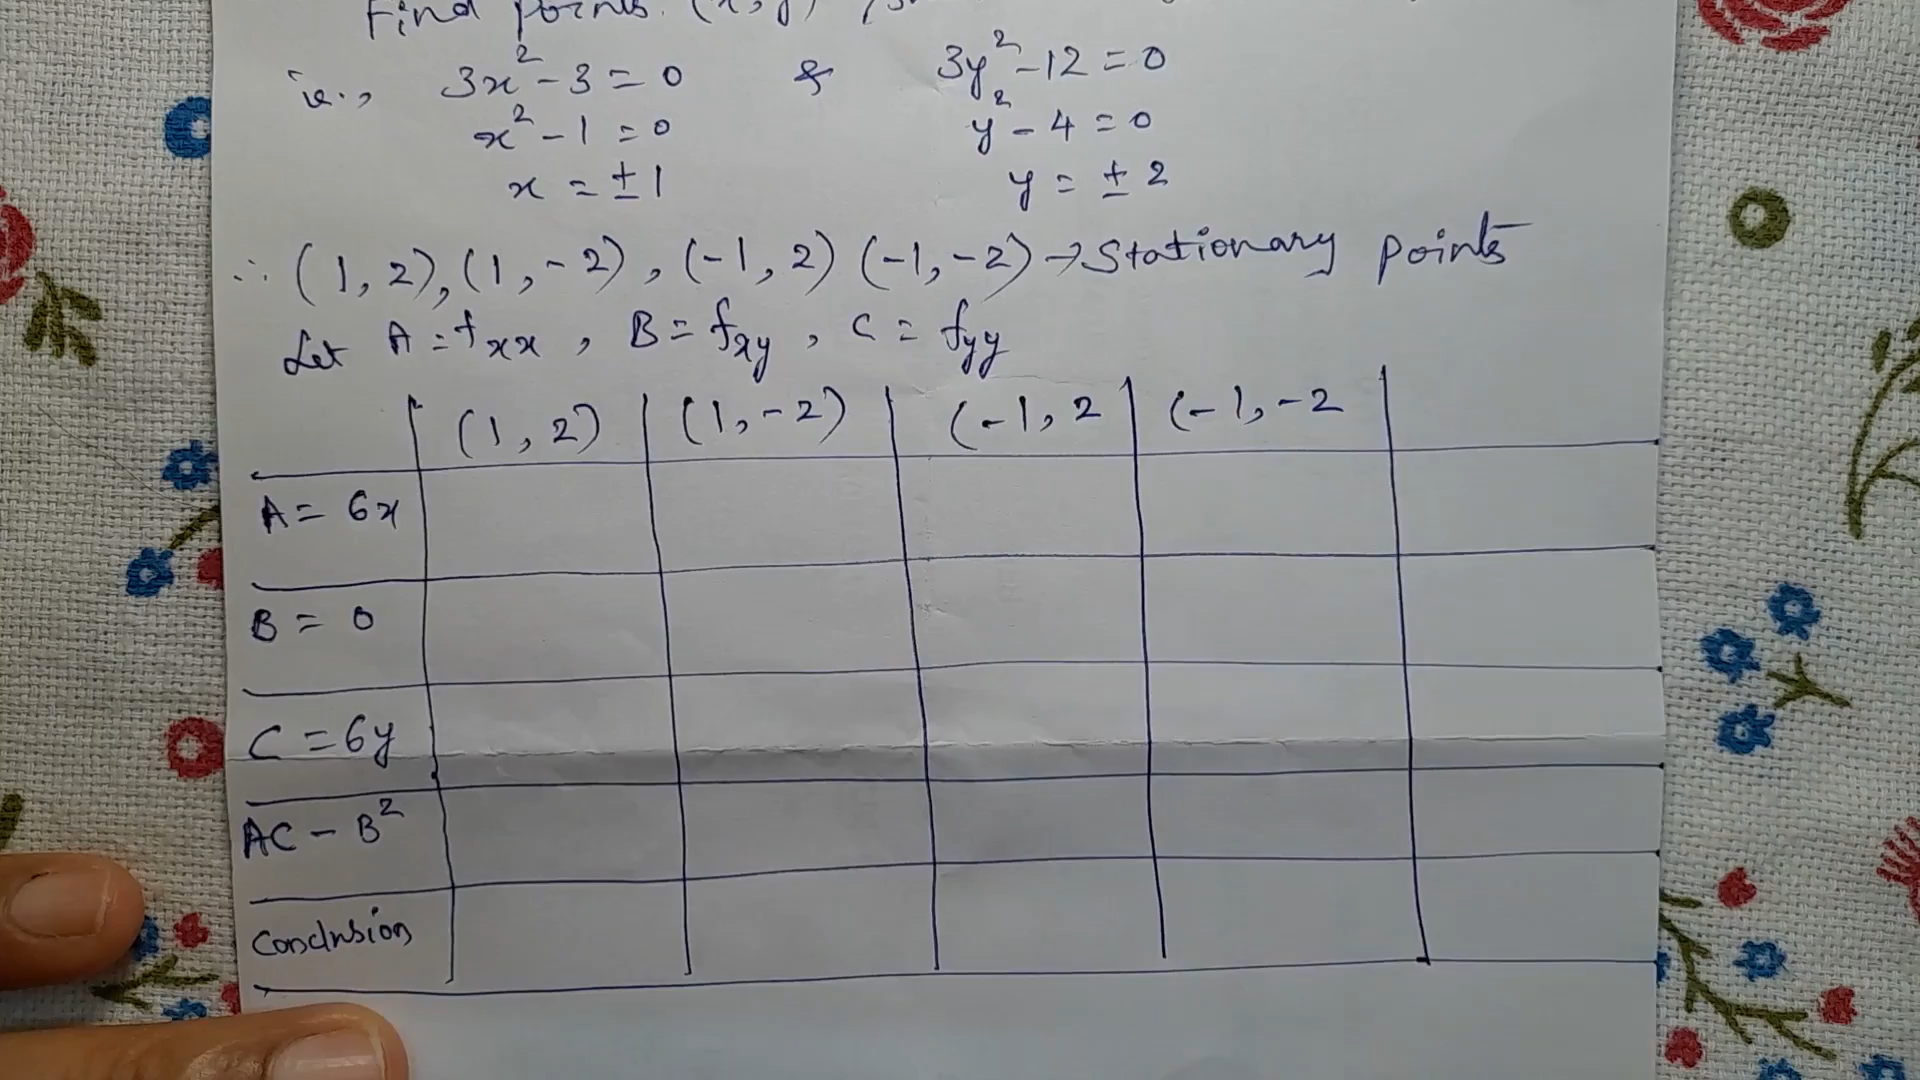 Find points (x, y)
i.e., 3x² - 3 = 0 & 3y² - 12 = 0
x² - 1 = 0 y² - 4 = 0
x = ± 1 y = ± 2
∴ (1, 2), (1, -2), (-1, 2) (-1, -2) → Stationary points
Let A = fxx , B = fxy , C = fyy
(1, 2) (1, -2) (-1, 2 (-1, -2
A = 6x
B = 0
C = 6y
AC - B²
Conclusion